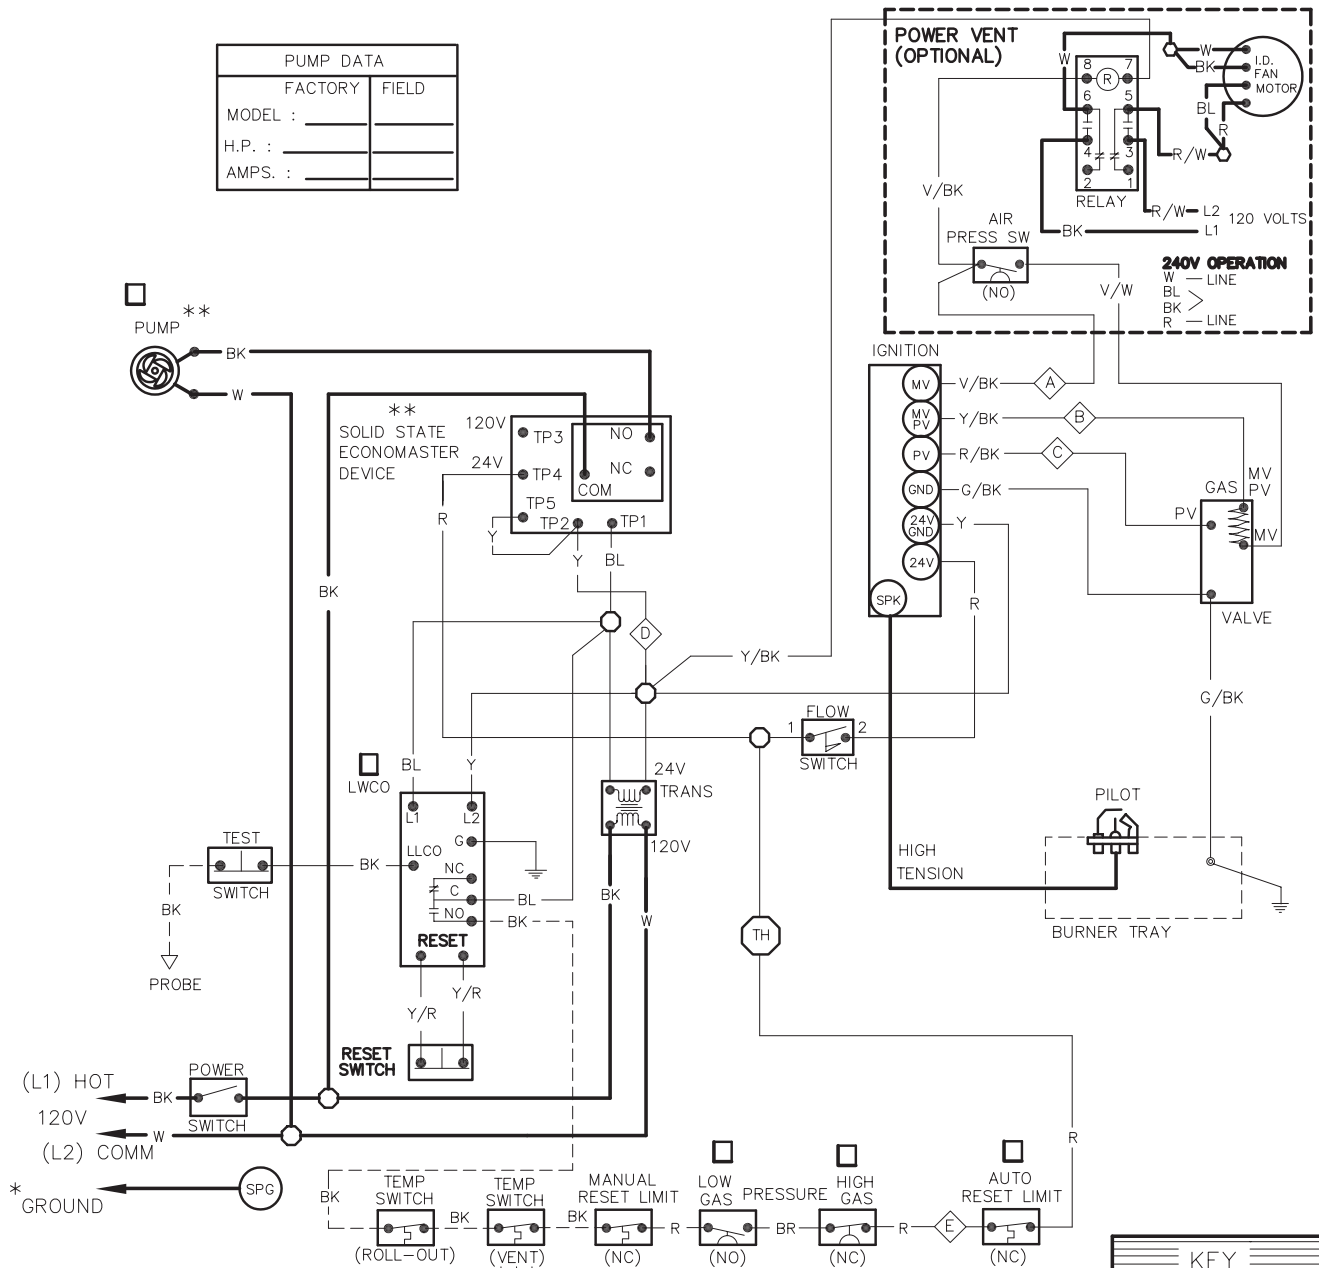 PUMP DATA
FACTORY FIELD
MODEL :
H.P. :
AMPS. :
POWER VENT
(OPTIONAL)
W
W
BK
I.D.
FAN
MOTOR
BL
R
8 7
R
6 5
4 3
2 1
RELAY
R/W
R/W
L2
120 VOLTS
BK
L1
V/BK
AIR
PRESS SW
(NO)
V/W
240V OPERATION
W — LINE
BL
BK
R — LINE
PUMP **
BK
W
**
SOLID STATE
ECONOMASTER
DEVICE
120V
TP3
24V
TP4
TP5
TP2
TP1
NO
NC
COM
R
Y
Y
BL
BK
D
IGNITION
MV
V/BK
A
MV
PV
Y/BK
B
PV
R/BK
C
GND
G/BK
24V
GND
Y
24V
R
SPK
GAS
MV
PV
PV
MV
VALVE
Y/BK
G/BK
1 FLOW 2
SWITCH
BL
Y
LWCO
L1
L2
G
LLCO
NC
C
NO
RESET
BL
BK
24V
TRANS
120V
BK
W
TEST
SWITCH
BK
BK
PROBE
Y/R
Y/R
RESET
SWITCH
PILOT
HIGH
TENSION
BURNER TRAY
TH
R
POWER
SWITCH
(L1) HOT
BK
120V
W
(L2) COMM
*
GROUND
SPG
BK
TEMP
SWITCH
(ROLL-OUT)
BK
TEMP
SWITCH
(VENT)
BK
MANUAL
RESET LIMIT
(NC)
R
LOW
GAS
(NO)
PRESSURE
BR
HIGH
GAS
(NC)
R
E
AUTO
RESET LIMIT
(NC)
KEY